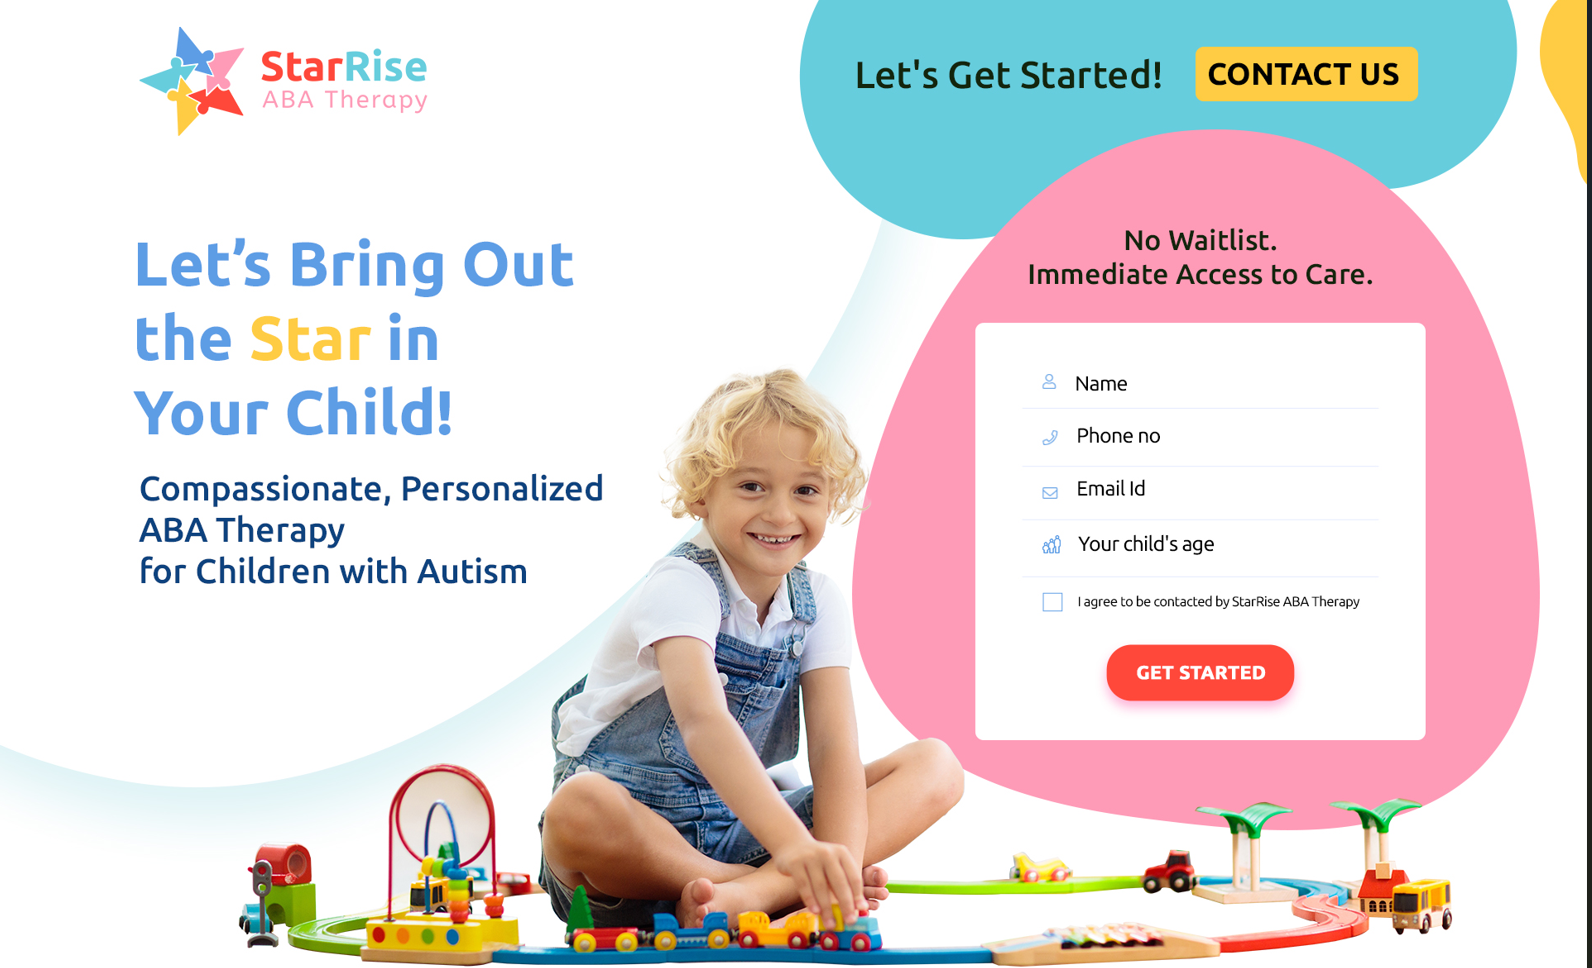 StarRise
ABA Therapy
Let's Get Started!
CONTACT US
Let’s Bring Out
the Star in
Your Child!
Compassionate, Personalized
ABA Therapy
for Children with Autism
No Waitlist.
Immediate Access to Care.
Name
Phone no
Email Id
Your child's age
I agree to be contacted by StarRise ABA Therapy
GET STARTED